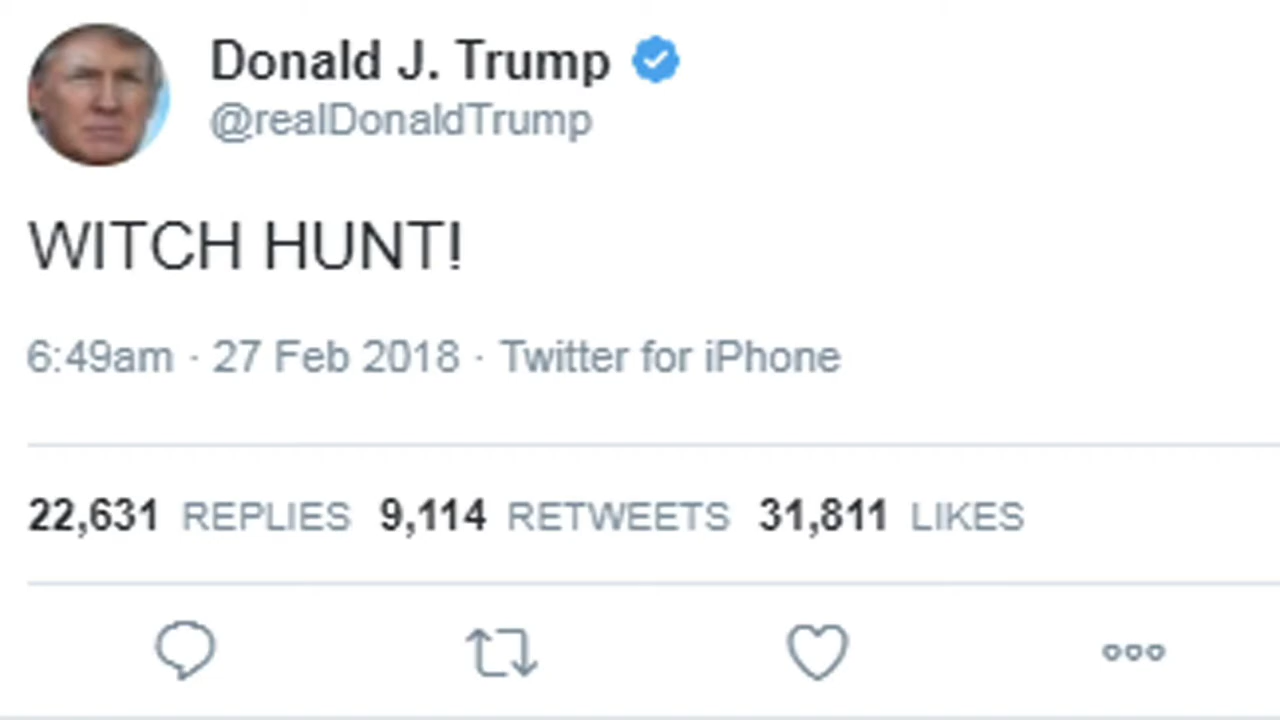 Donald J. Trump
@realDonaldTrump
WITCH HUNT!
6:49am · 27 Feb 2018 · Twitter for iPhone
22,631 REPLIES 9,114 RETWEETS 31,811 LIKES